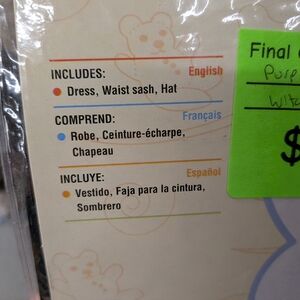 INCLUDES: English
• Dress, Waist sash, Hat
COMPREND: Français
• Robe, Ceinture-écharpe,
Chapeau
INCLUYE: Español
• Vestido, Faja para la cintura,
Sombrero
Final
Purp
$